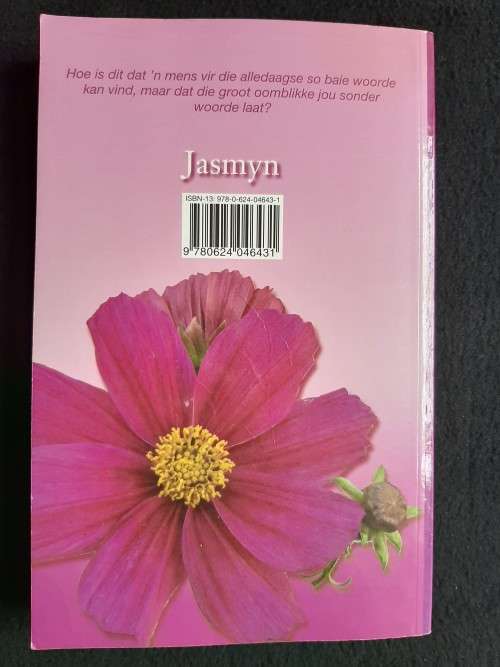 Hoe is dit dat 'n mens vir die alledaagse so baie woorde
kan vind, maar dat die groot oomblikke jou sonder
woorde laat?
Jasmyn
ISBN-13: 978-0-624-04643-1
9 780624 046431